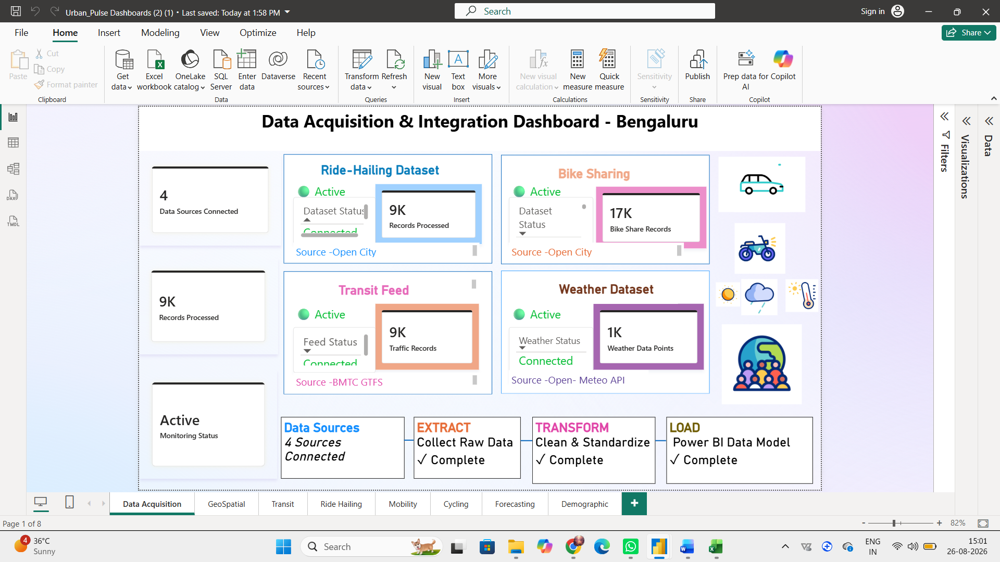 Urban_Pulse Dashboards (2) (1) • Last saved: Today at 1:58 PM
Search
Sign in
File
Home
Insert
Modeling
View
Optimize
Help
Share
Paste
Cut
Copy
Format painter
Clipboard
Get data
Excel workbook
OneLake catalog
SQL Server
Enter data
Dataverse
Recent sources
Data
Transform data
Refresh
Queries
New visual
Text box
More visuals
Insert
New visual calculation
New measure
Quick measure
Calculations
Sensitivity
Sensitivity
Publish
Share
Prep data for AI
Copilot
Copilot
DAX
TMDL
Data Acquisition & Integration Dashboard - Bengaluru
4
Data Sources Connected
9K
Records Processed
Active
Monitoring Status
Ride-Hailing Dataset
Active
Dataset Status
Connected
9K
Records Processed
Source -Open City
Bike Sharing
Active
Dataset
Status
17K
Bike Share Records
Source -Open City
Transit Feed
Active
Feed Status
Connected
9K
Traffic Records
Source -BMTC GTFS
Weather Dataset
Active
Weather Status
Connected
1K
Weather Data Points
Source -Open- Meteo API
Data Sources
4 Sources
Connected
EXTRACT
Collect Raw Data
✓ Complete
TRANSFORM
Clean & Standardize
✓ Complete
LOAD
Power BI Data Model
✓ Complete
Filters
Visualizations
Data
Data Acquisition
GeoSpatial
Transit
Ride Hailing
Mobility
Cycling
Forecasting
Demographic
Page 1 of 8
82%
4
36°C
Sunny
Search
ENG
IN
15:01
26-08-2026